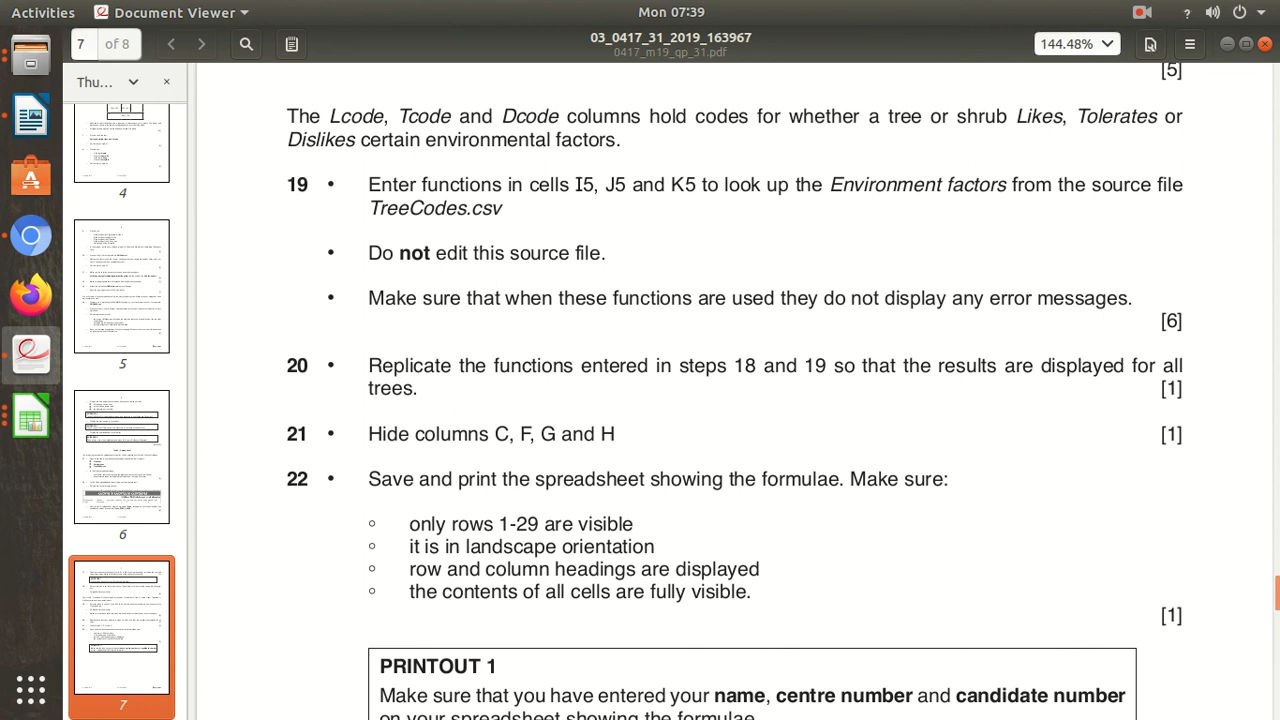 Activities
Document Viewer
Mon 07:39
7
of 8
03_0417_31_2019_163967
0417_m19_qp_31.pdf
144.48%
Thu...
4
5
6
7
[5]
The Lcode, Tcode and Dcode columns hold codes for whether a tree or shrub Likes, Tolerates or
Dislikes certain environmental factors.
19 • Enter functions in cells I5, J5 and K5 to look up the Environment factors from the source file
TreeCodes.csv
• Do not edit this source file.
• Make sure that when these functions are used they do not display any error messages.
[6]
20 • Replicate the functions entered in steps 18 and 19 so that the results are displayed for all
trees. [1]
21 • Hide columns C, F, G and H [1]
22 • Save and print the spreadsheet showing the formulae. Make sure:
○ only rows 1-29 are visible
○ it is in landscape orientation
○ row and column headings are displayed
○ the contents of all cells are fully visible.
[1]
PRINTOUT 1
Make sure that you have entered your name, centre number and candidate number
on your spreadsheet showing the formulae.